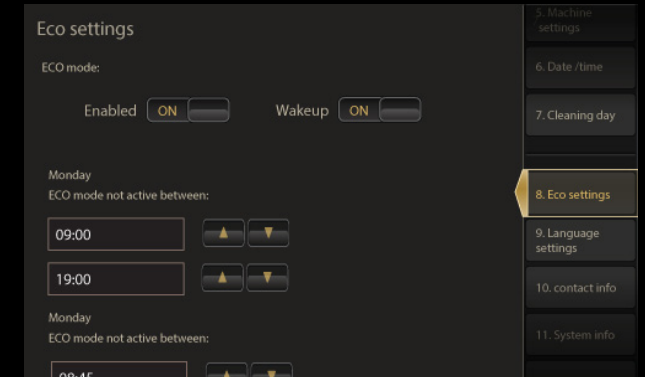 Eco settings
ECO mode:
Enabled ON Wakeup ON
Monday
ECO mode not active between:
09:00
19:00
Monday
ECO mode not active between:
08:45
5. Machine
settings
6. Date /time
7. Cleaning day
8. Eco settings
9. Language
settings
10. contact info
11. System info